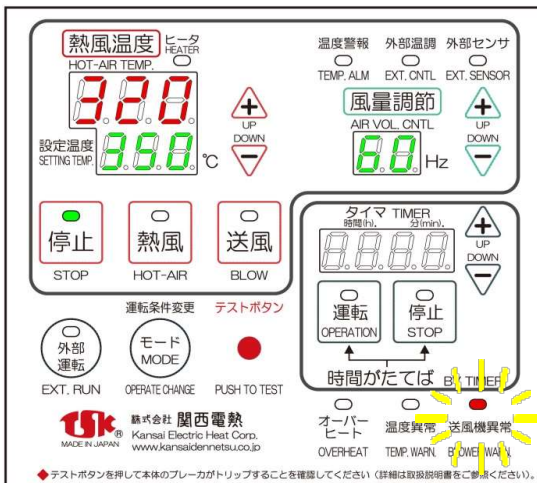 熱風温度 ヒータ HEATER
HOT-AIR TEMP.
320
設定温度 SETTING TEMP. 350 ℃
UP
DOWN
温度警報 外部温調 外部センサ
TEMP. ALM EXT. CNTL EXT. SENSOR
風量調節
AIR VOL. CNTL
60 Hz
UP
DOWN
停止 熱風 送風
STOP HOT-AIR BLOW
タイマ TIMER
時間(h). 分(min).
8.8.8.8
UP
DOWN
運転 OPERATION
停止 STOP
時間がたてば BY TIMER
運転条件変更 テストボタン
外部運転 モード MODE
EXT. RUN OPERATE CHANGE PUSH TO TEST
オーバーヒート 温度異常 送風機異常
OVERHEAT TEMP. WARN. BLOWER WARN.
TSK ® MADE IN JAPAN
株式会社 関西電熱
Kansai Electric Heat Corp.
www.kansaidennetsu.co.jp
◆テストボタンを押して本体のブレーカがトリップすることを確認してください（詳細は取扱説明書をご参照ください）。